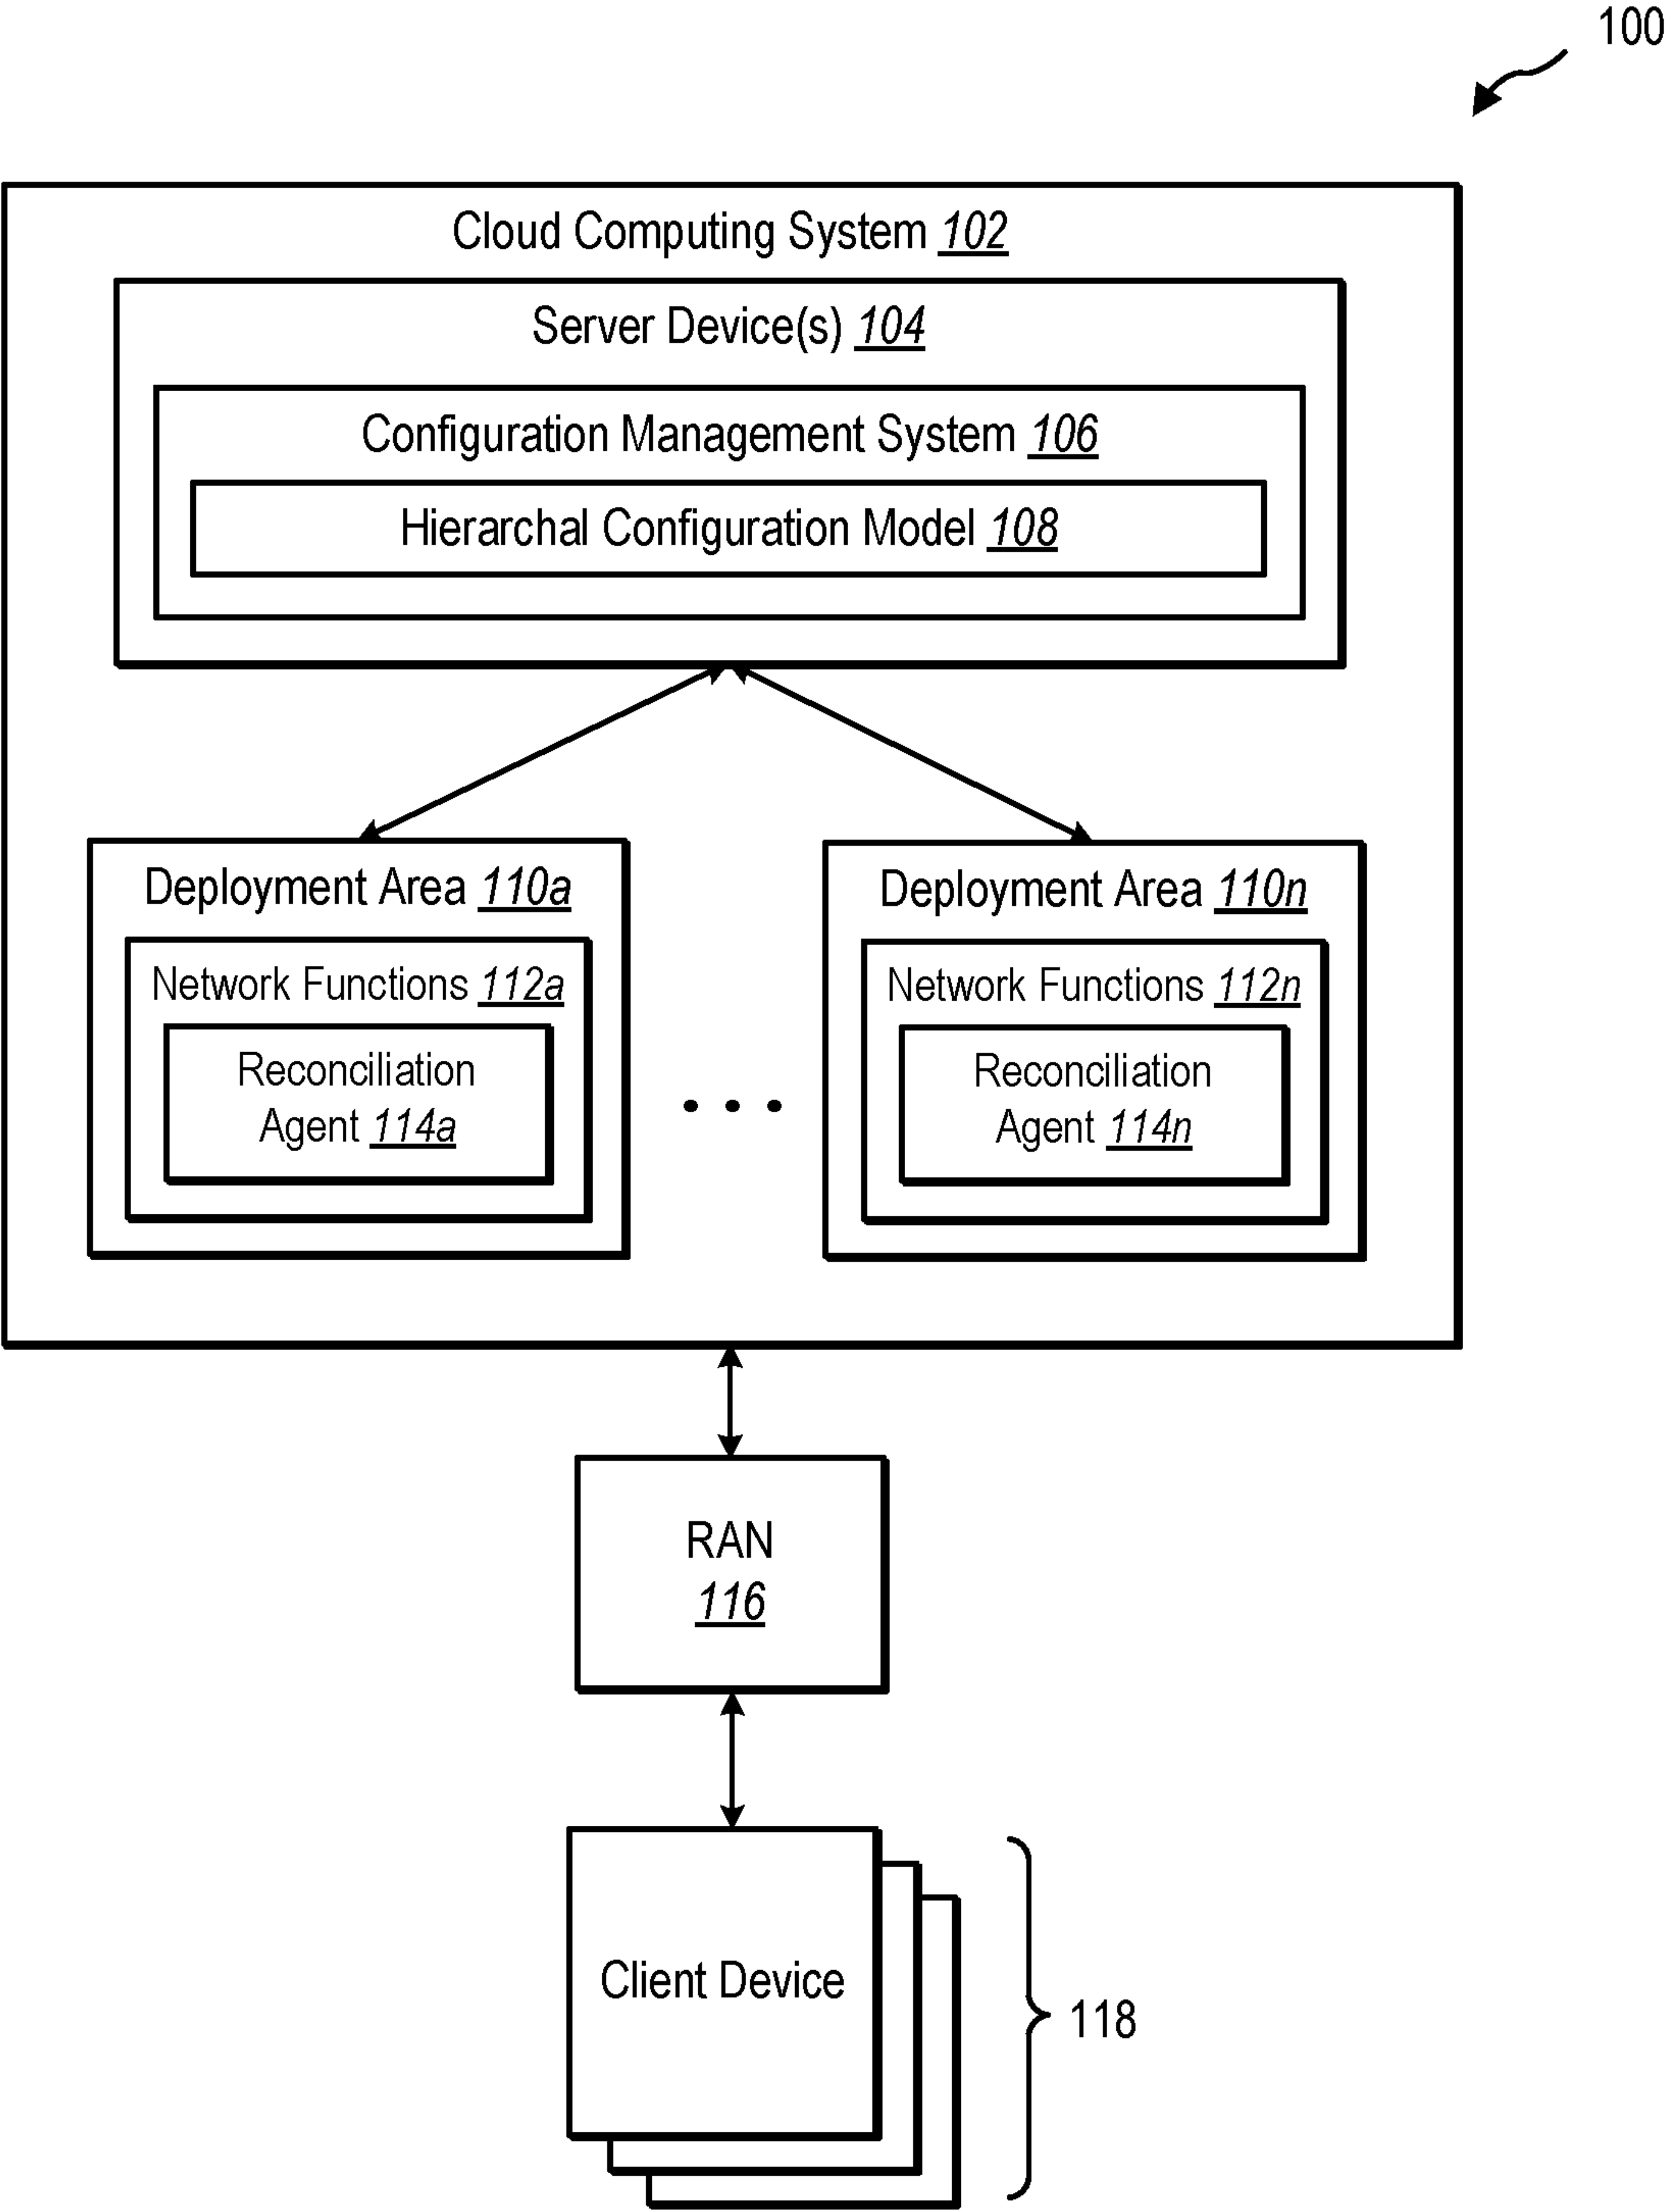 100
Cloud Computing System 102
Server Device(s) 104
Configuration Management System 106
Hierarchal Configuration Model 108
Deployment Area 110a
Network Functions 112a
Reconciliation
Agent 114a
Deployment Area 110n
Network Functions 112n
Reconciliation
Agent 114n
RAN
116
Client Device
118